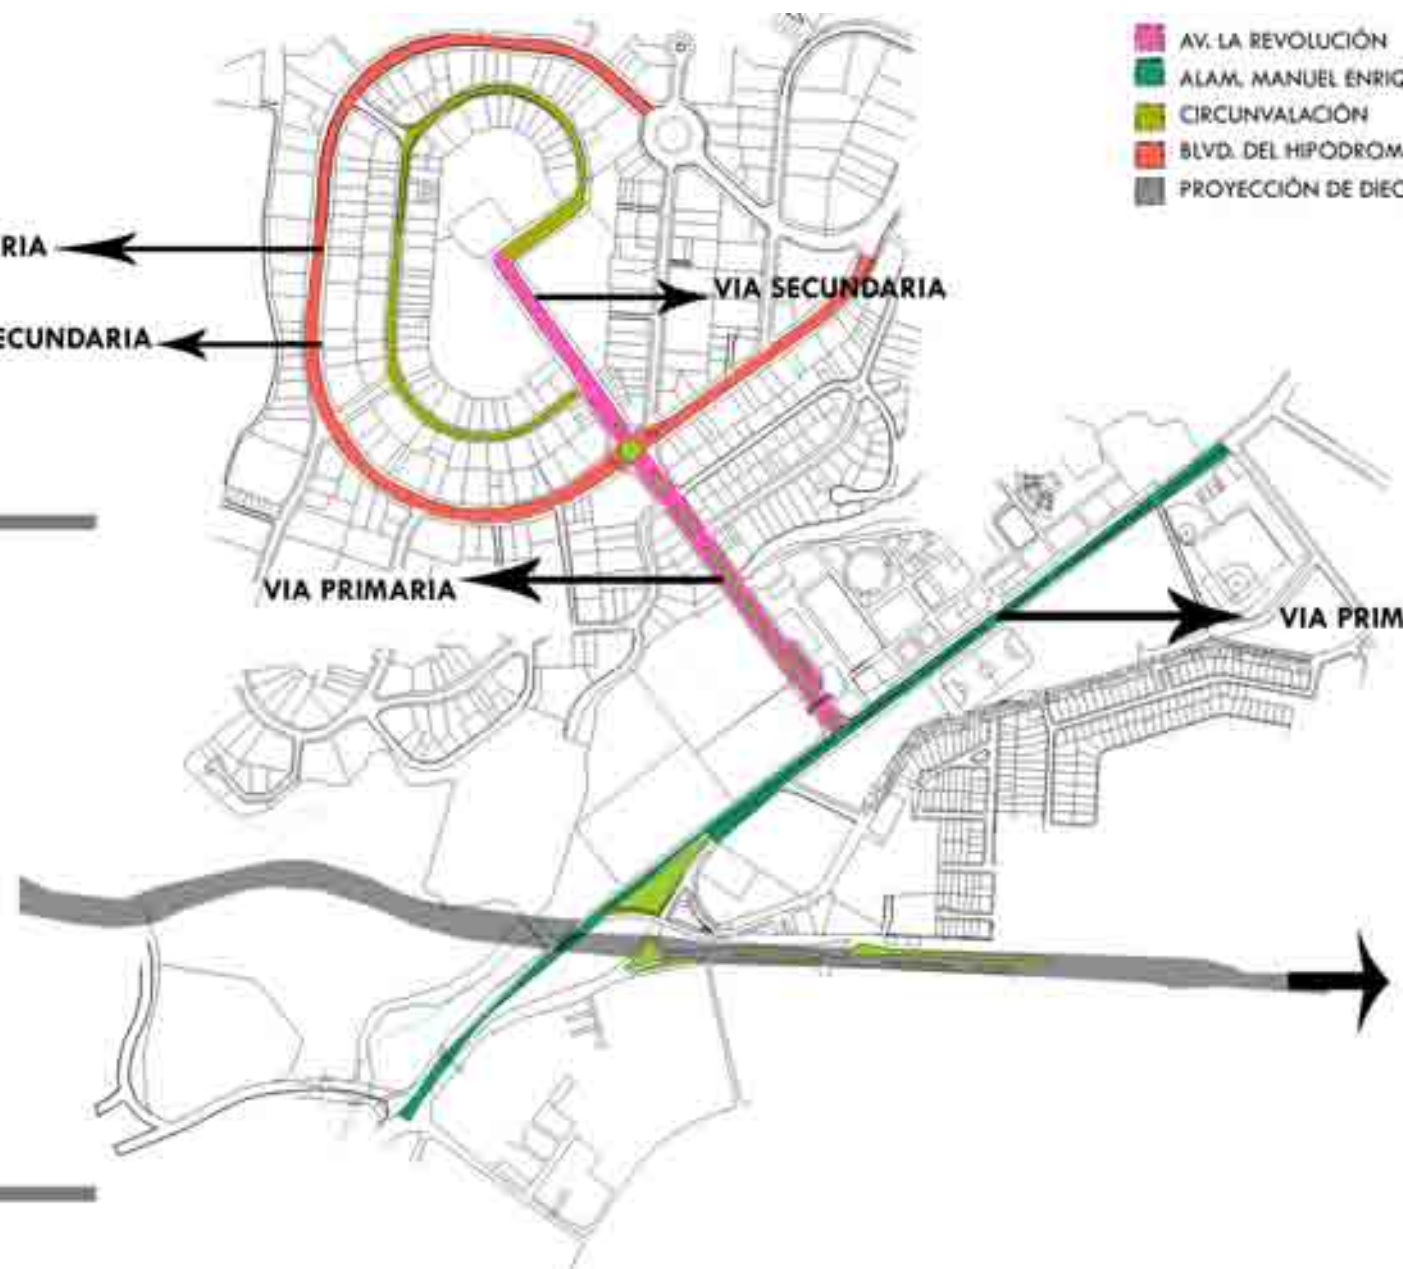 AV. LA REVOLUCIÓN
ALAM. MANUEL ENRIQ
CIRCUNVALACIÓN
BLVD. DEL HIPÓDROM
PROYECCIÓN DE DIEC
RIA
VIA SECUNDARIA
ECUNDARIA
VIA PRIMARIA
VIA PRIM